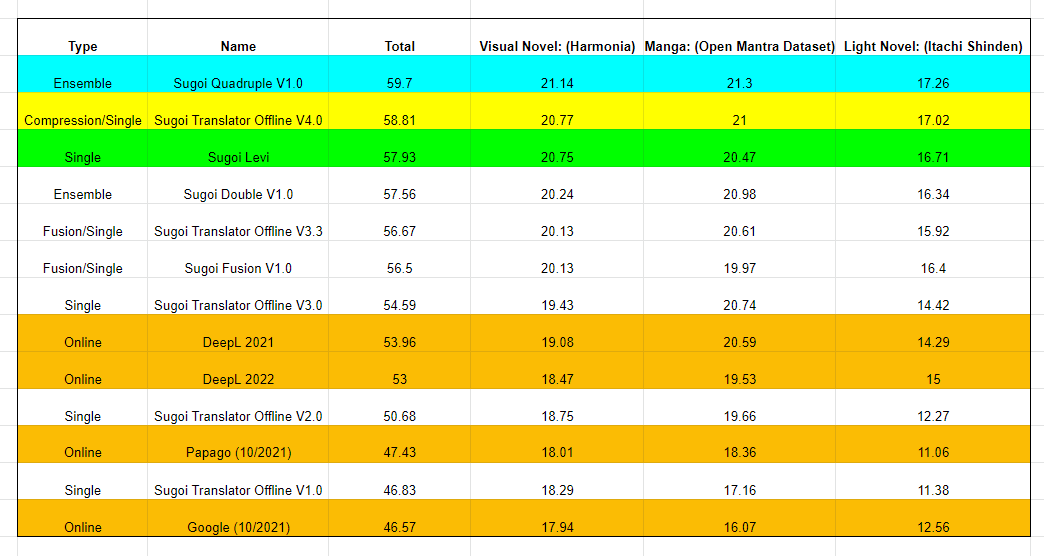 Type Name Total Visual Novel: (Harmonia) Manga: (Open Mantra Dataset) Light Novel: (Itachi Shinden)
Ensemble Sugoi Quadruple V1.0 59.7 21.14 21.3 17.26
Compression/Single Sugoi Translator Offline V4.0 58.81 20.77 21 17.02
Single Sugoi Levi 57.93 20.75 20.47 16.71
Ensemble Sugoi Double V1.0 57.56 20.24 20.98 16.34
Fusion/Single Sugoi Translator Offline V3.3 56.67 20.13 20.61 15.92
Fusion/Single Sugoi Fusion V1.0 56.5 20.13 19.97 16.4
Single Sugoi Translator Offline V3.0 54.59 19.43 20.74 14.42
Online DeepL 2021 53.96 19.08 20.59 14.29
Online DeepL 2022 53 18.47 19.53 15
Single Sugoi Translator Offline V2.0 50.68 18.75 19.66 12.27
Online Papago (10/2021) 47.43 18.01 18.36 11.06
Single Sugoi Translator Offline V1.0 46.83 18.29 17.16 11.38
Online Google (10/2021) 46.57 17.94 16.07 12.56